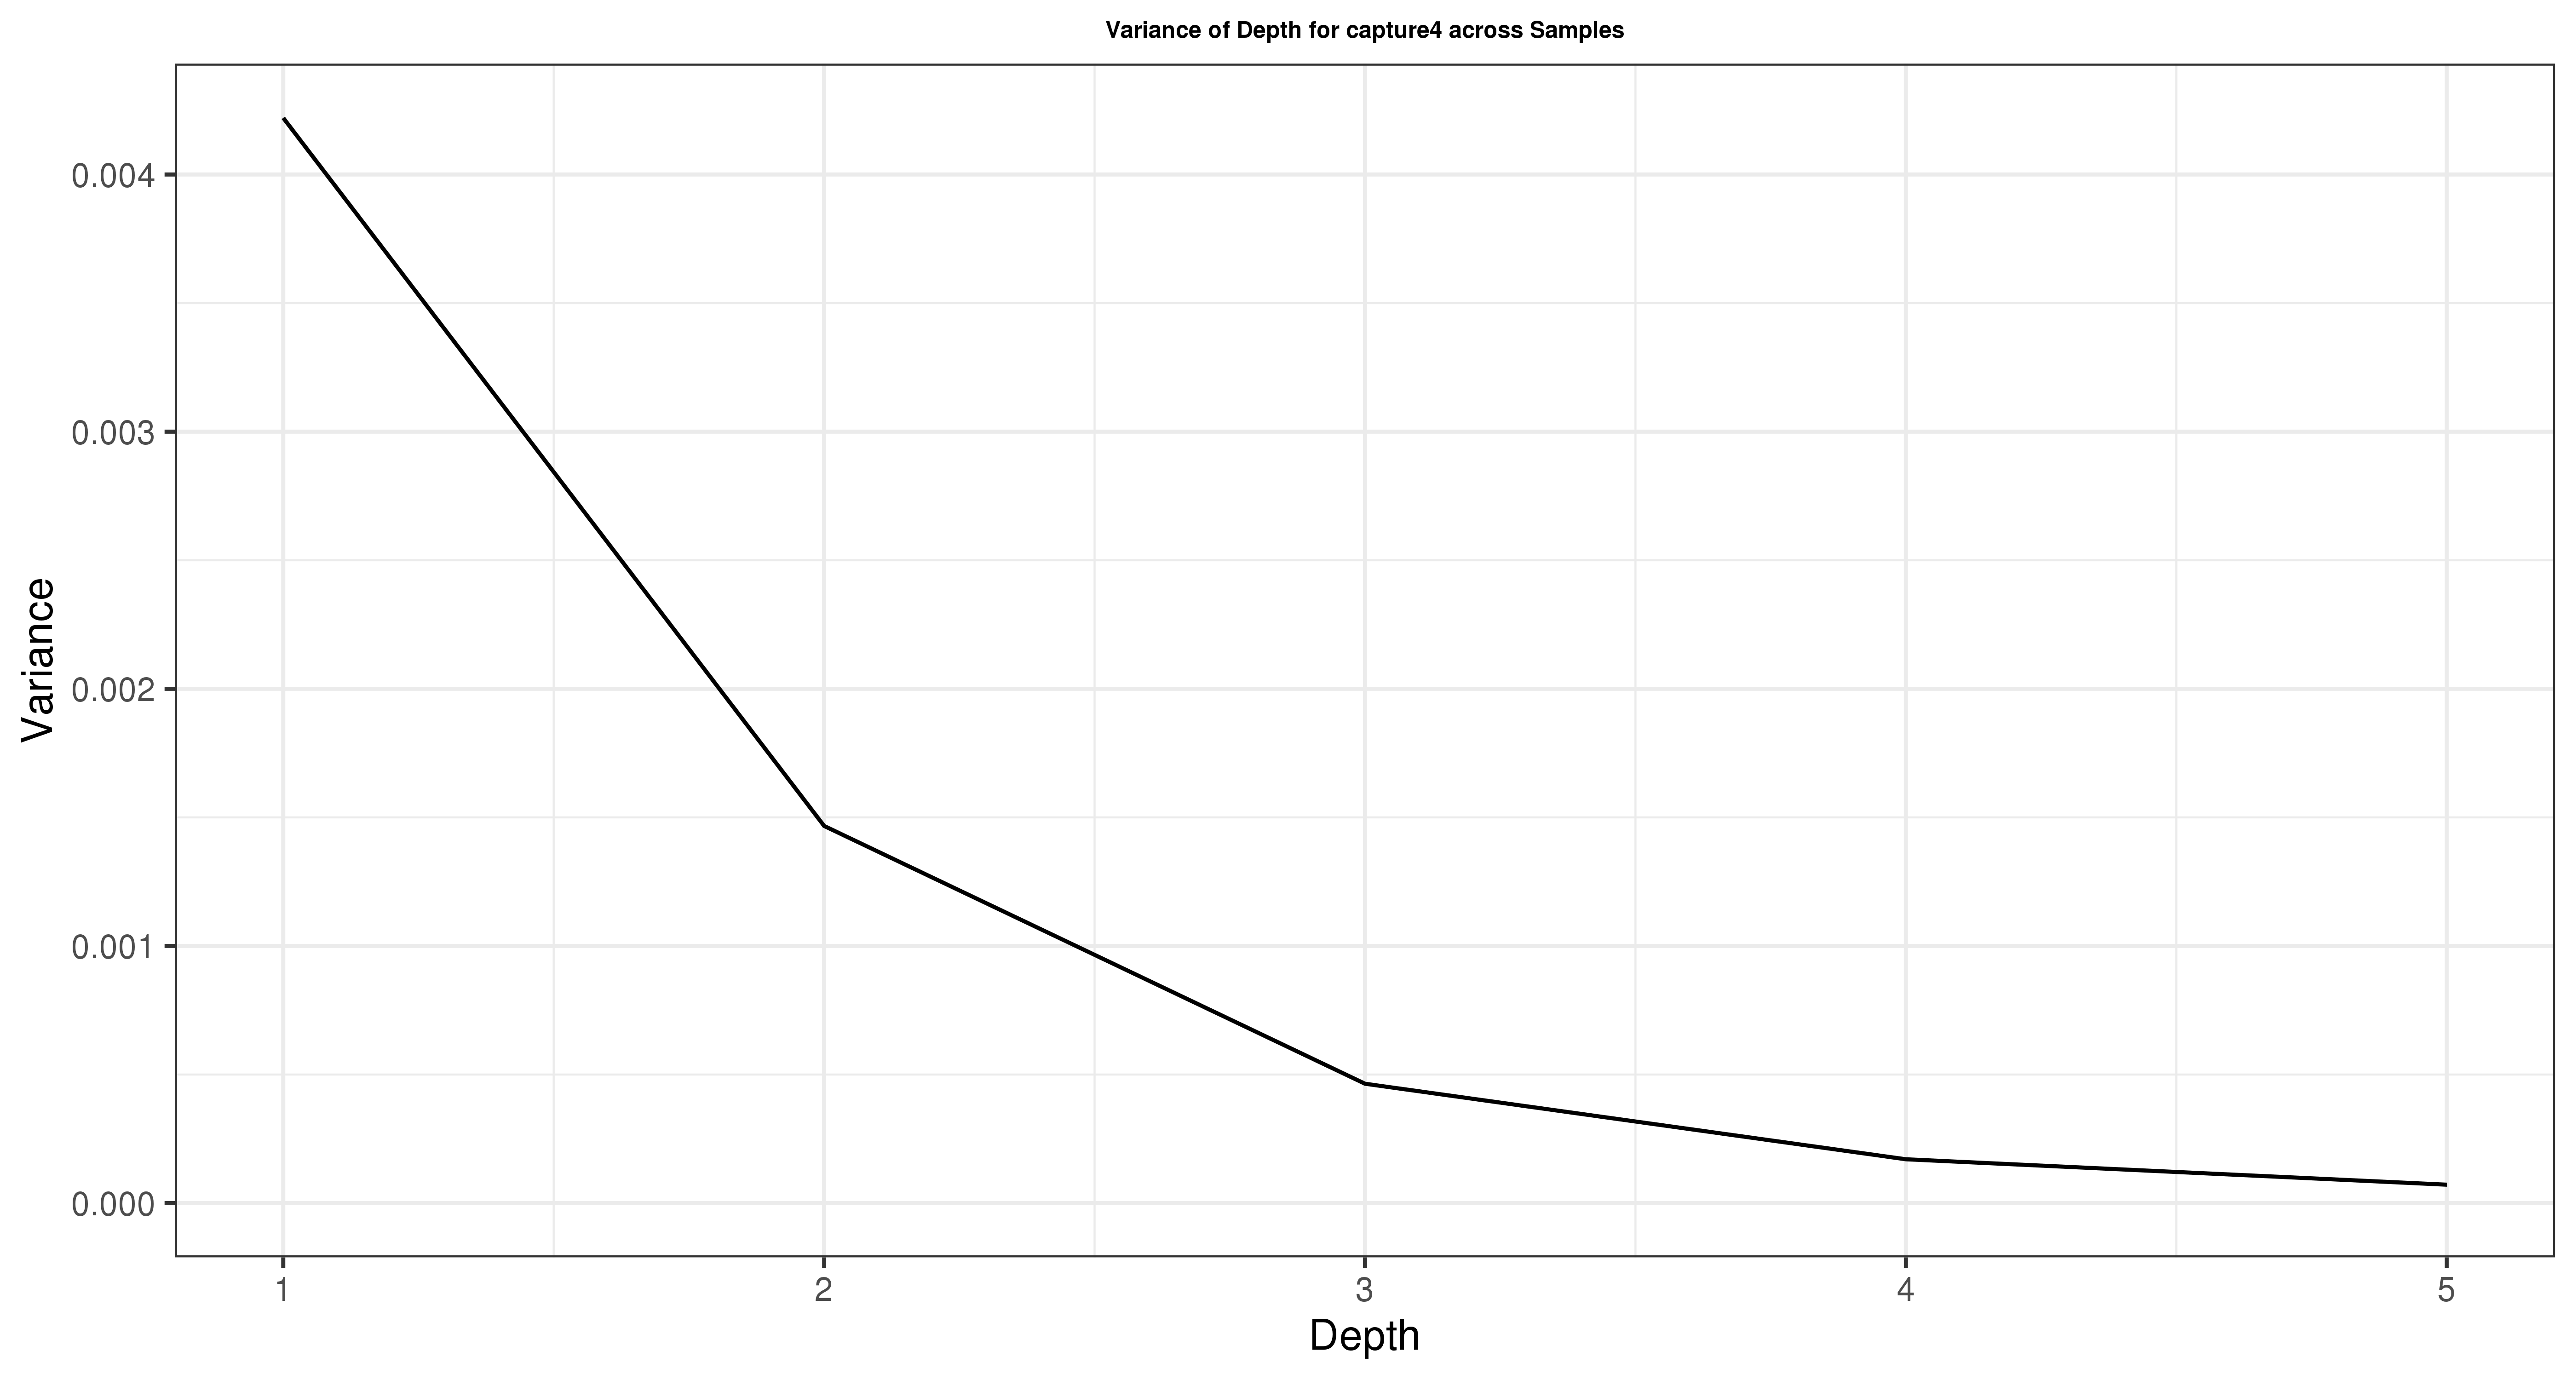 Variance of Depth for capture4 across Samples
Variance
0.004
0.003
0.002
0.001
0.000
1 2 3 4 5
Depth